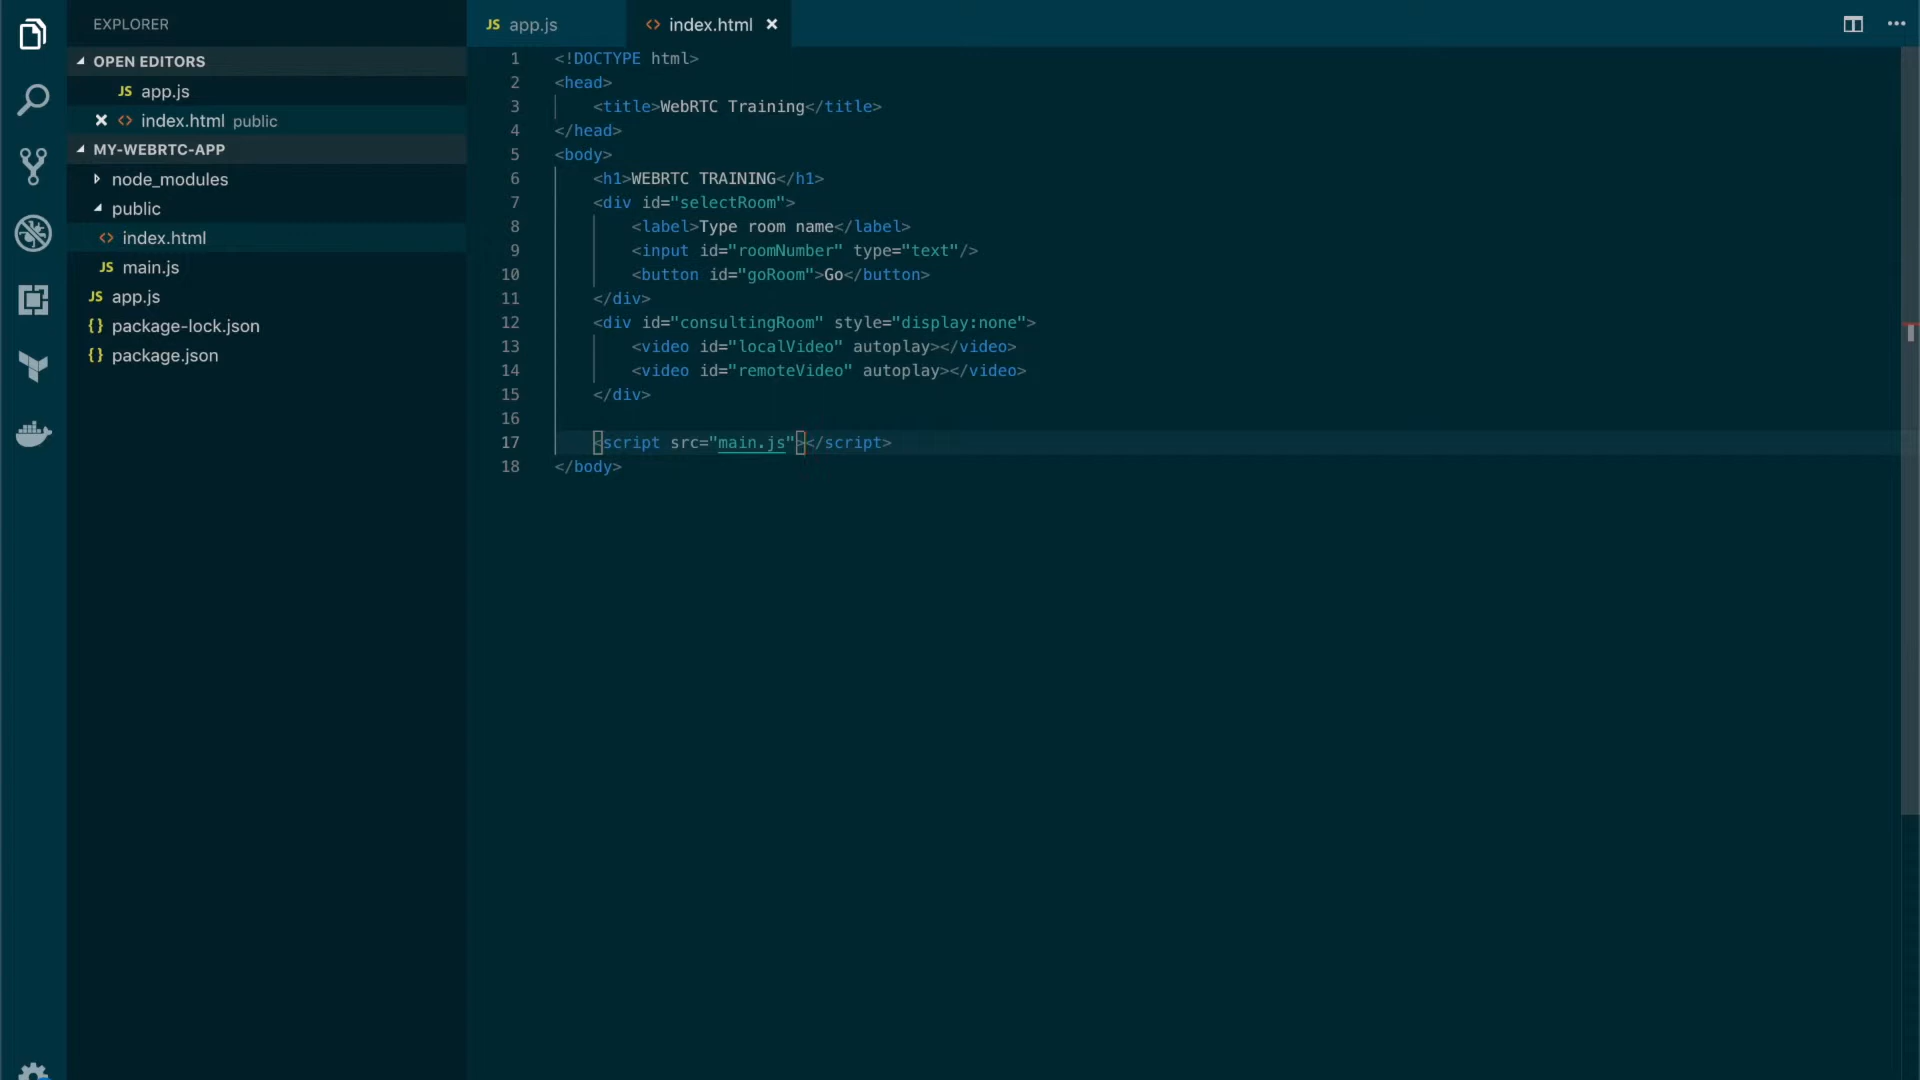 EXPLORER
OPEN EDITORS
JS app.js
index.html public
MY-WEBRTC-APP
node_modules
public
<> index.html
JS main.js
JS app.js
{} package-lock.json
{} package.json
JS app.js
<> index.html
1 <!DOCTYPE html>
2 <head>
3 <title>WebRTC Training</title>
4 </head>
5 <body>
6 <h1>WEBRTC TRAINING</h1>
7 <div id="selectRoom">
8 <label>Type room name</label>
9 <input id="roomNumber" type="text"/>
10 <button id="goRoom">Go</button>
11 </div>
12 <div id="consultingRoom" style="display:none">
13 <video id="localVideo" autoplay></video>
14 <video id="remoteVideo" autoplay></video>
15 </div>
16
17 <script src="main.js"></script>
18 </body>